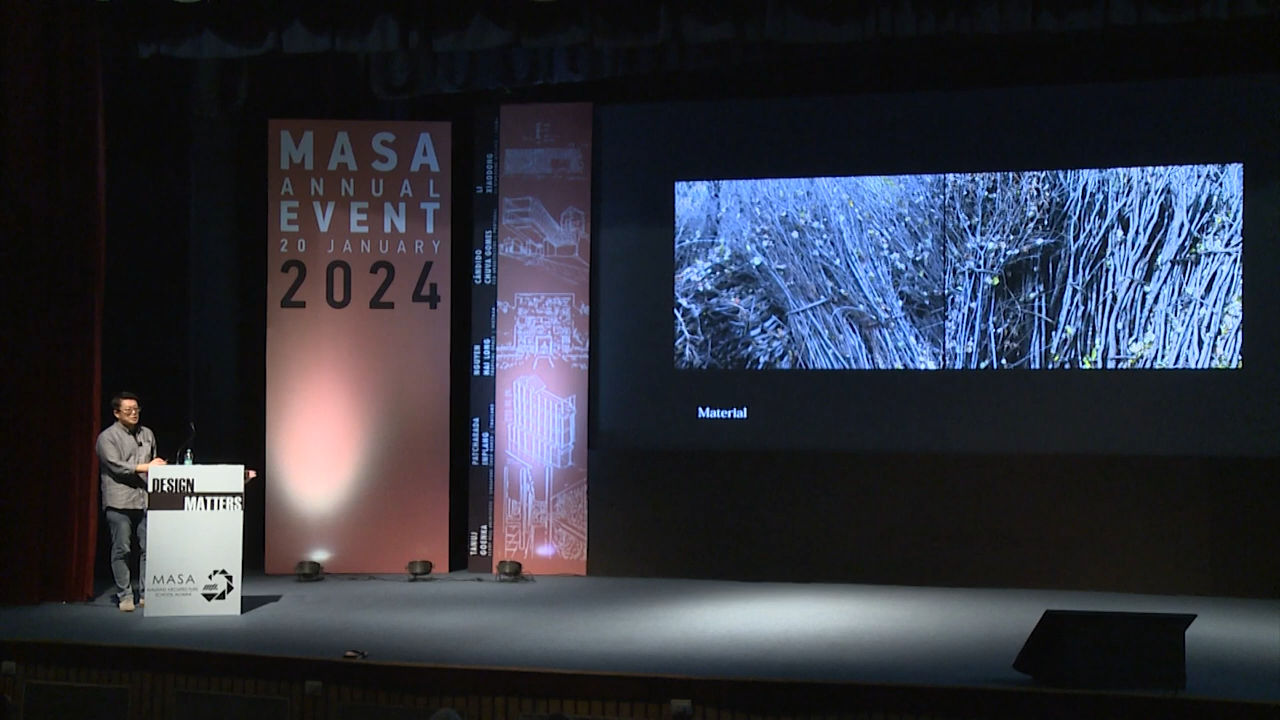 MASA
ANNUAL
EVENT
20 JANUARY
2024
LI
XIAODONG
CÂNDIDO
CHUVA GOMES
NGUYEN
HAI LONG
PATCHARADA
INPLANG
TANUJ
GOENKA
Material
DESIGN
MATTERS
MASA